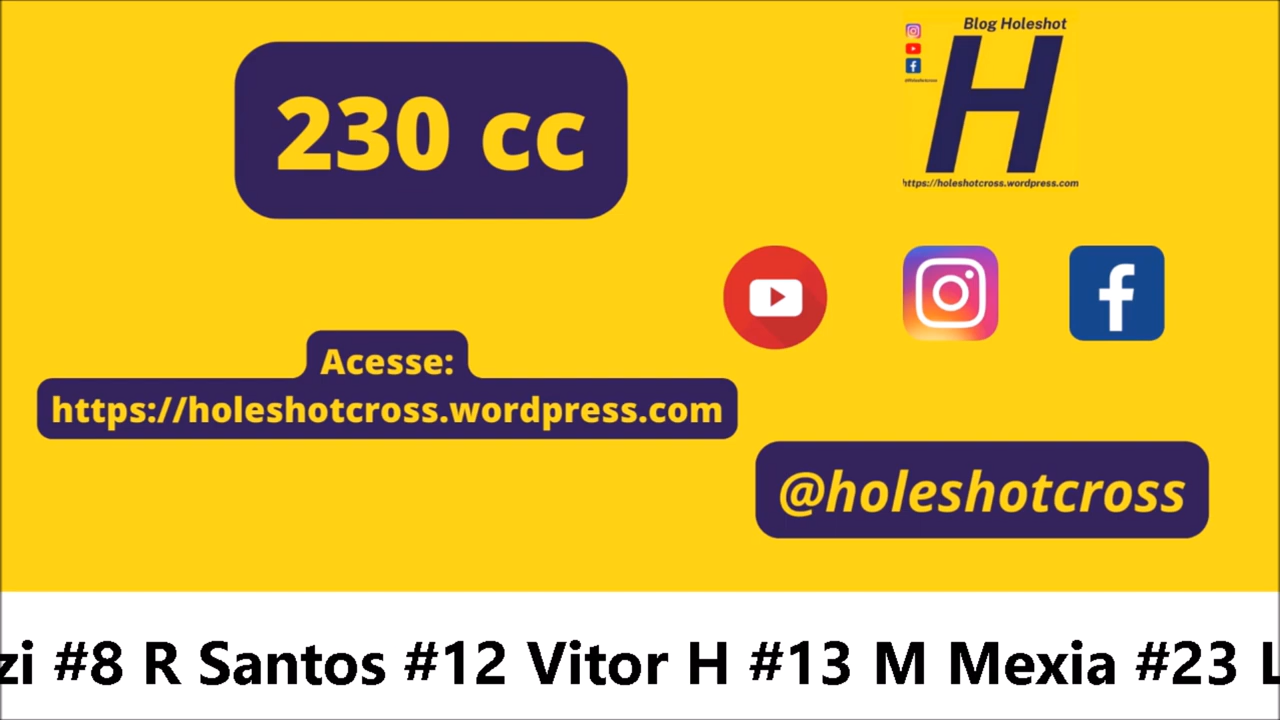 Blog Holeshot
H
https://holeshotcross.wordpress.com
230 cc
Acesse:
https://holeshotcross.wordpress.com
@holeshotcross
zi #8 R Santos #12 Vitor H #13 M Mexia #23 L